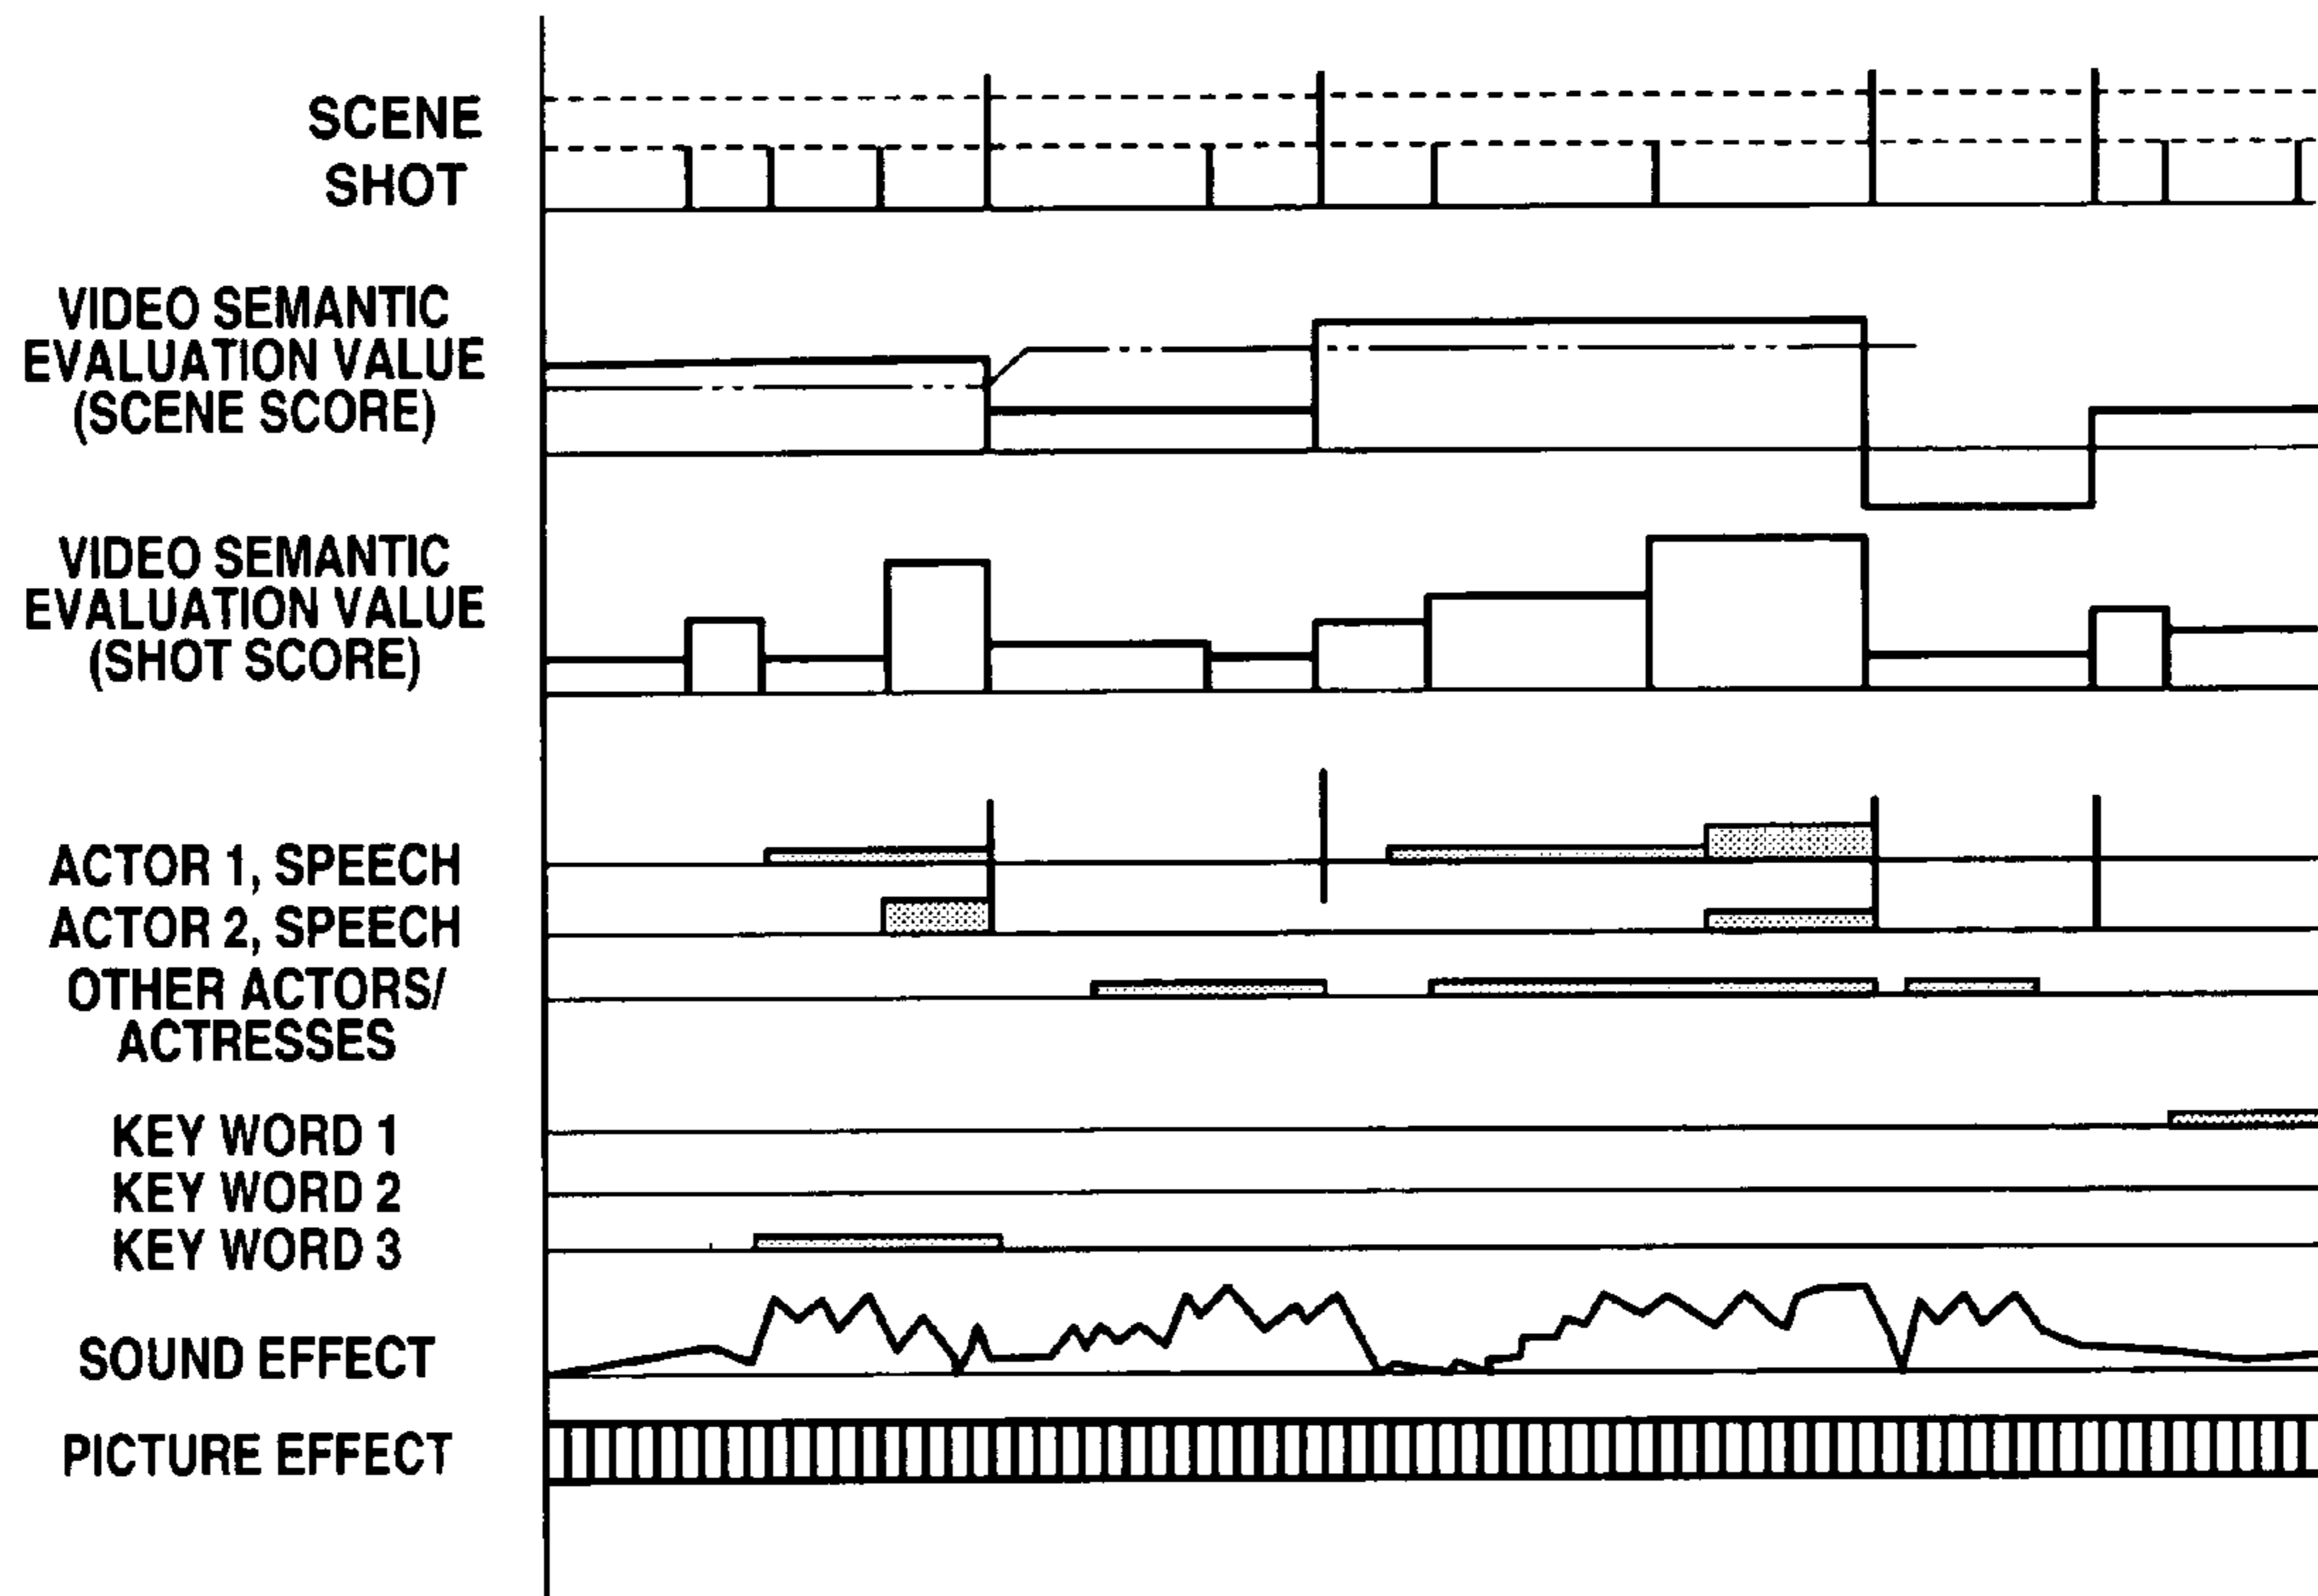 SCENE
SHOT
VIDEO SEMANTIC
EVALUATION VALUE
(SCENE SCORE)
VIDEO SEMANTIC
EVALUATION VALUE
(SHOT SCORE)
ACTOR 1, SPEECH
ACTOR 2, SPEECH
OTHER ACTORS/
ACTRESSES
KEY WORD 1
KEY WORD 2
KEY WORD 3
SOUND EFFECT
PICTURE EFFECT